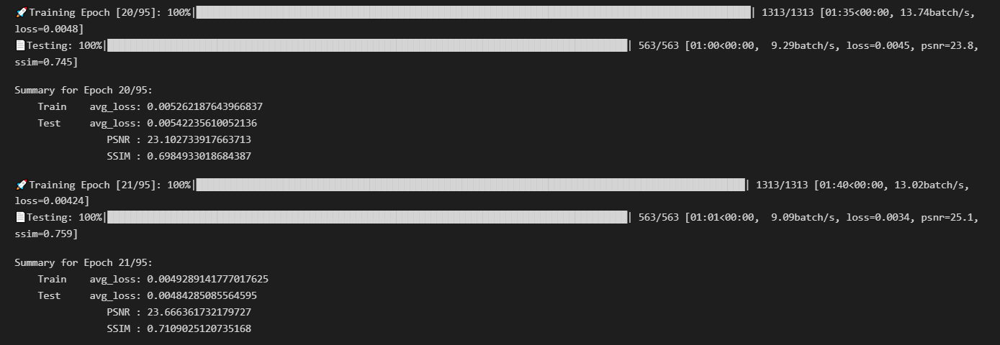 🚀Training Epoch [20/95]: 100%|██████████| 1313/1313 [01:35<00:00, 13.74batch/s,
loss=0.0048]
📄Testing: 100%|██████████| 563/563 [01:00<00:00,  9.29batch/s, loss=0.0045, psnr=23.8,
ssim=0.745]
Summary for Epoch 20/95:
    Train    avg_loss: 0.005262187643966837
    Test     avg_loss: 0.00542235610052136
                PSNR : 23.102733917663713
                SSIM : 0.6984933018684387
🚀Training Epoch [21/95]: 100%|██████████| 1313/1313 [01:40<00:00, 13.02batch/s,
loss=0.00424]
📄Testing: 100%|██████████| 563/563 [01:01<00:00,  9.09batch/s, loss=0.0034, psnr=25.1,
ssim=0.759]
Summary for Epoch 21/95:
    Train    avg_loss: 0.0049289141777017625
    Test     avg_loss: 0.00484285085564595
                PSNR : 23.666361732179727
                SSIM : 0.7109025120735168